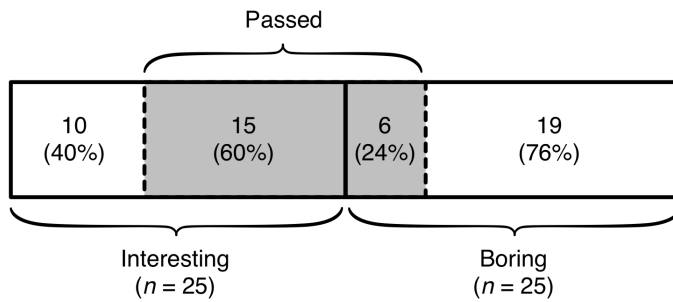 Passed
10
(40%)
15
(60%)
6
(24%)
19
(76%)
Interesting
(n = 25)
Boring
(n = 25)